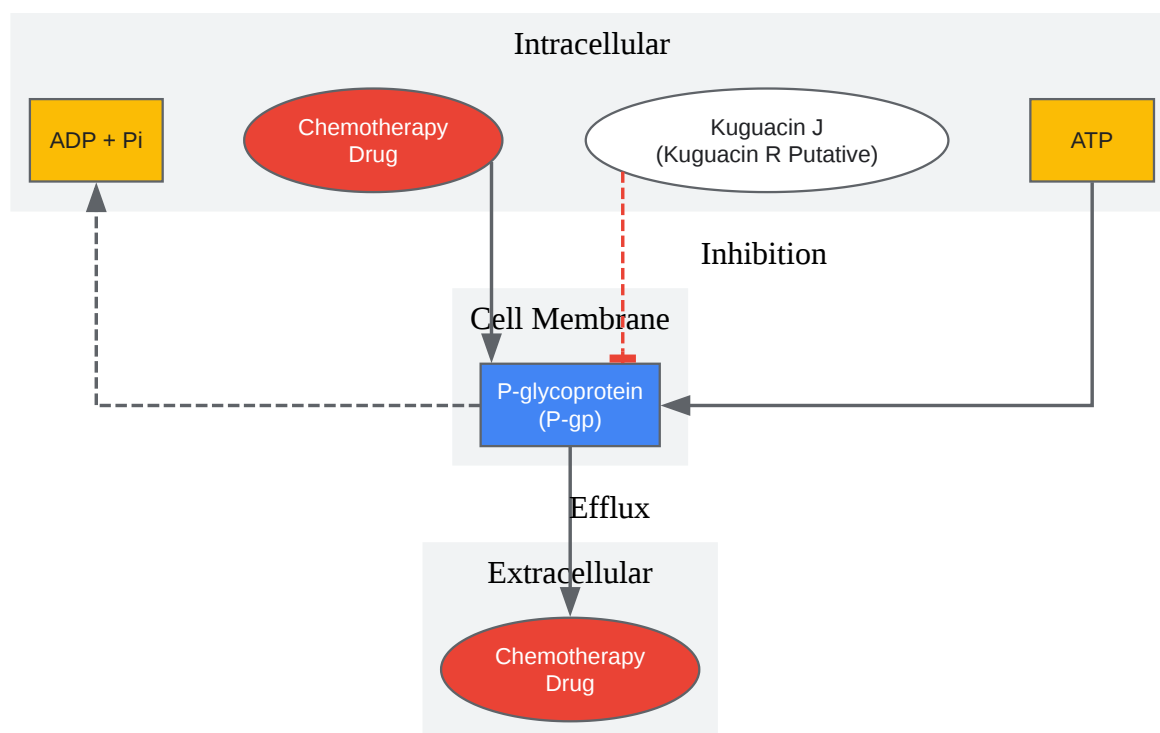 Intracellular
ADP + Pi
Chemotherapy
Drug
Kuguacin J
(Kuguacin R Putative)
ATP
Inhibition
Cell Membrane
P-glycoprotein
(P-gp)
Efflux
Extracellular
Chemotherapy
Drug